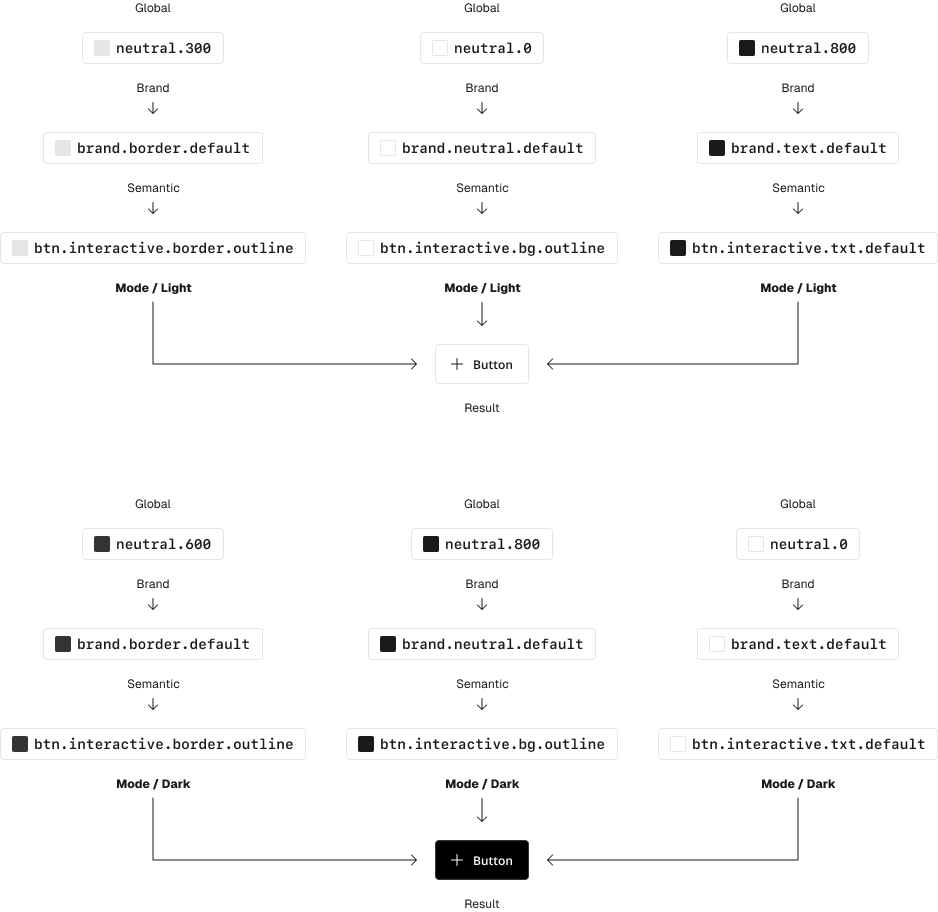 Global Global Global
neutral.300 neutral.0 neutral.800
Brand Brand Brand
brand.border.default brand.neutral.default brand.text.default
Semantic Semantic Semantic
btn.interactive.border.outline btn.interactive.bg.outline btn.interactive.txt.default
Mode / Light Mode / Light Mode / Light
Button
Result
Global Global Global
neutral.600 neutral.800 neutral.0
Brand Brand Brand
brand.border.default brand.neutral.default brand.text.default
Semantic Semantic Semantic
btn.interactive.border.outline btn.interactive.bg.outline btn.interactive.txt.default
Mode / Dark Mode / Dark Mode / Dark
Button
Result